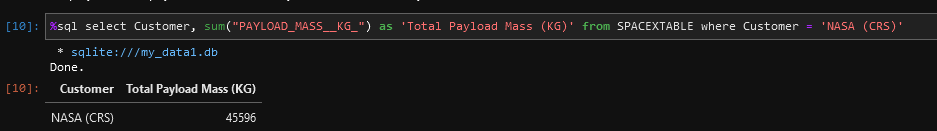 [10]: %sql select Customer, sum("PAYLOAD_MASS__KG_") as 'Total Payload Mass (KG)' from SPACEXTABLE where Customer = 'NASA (CRS)'
* sqlite:///my_data1.db
Done.
[10]: Customer Total Payload Mass (KG)
NASA (CRS) 45596